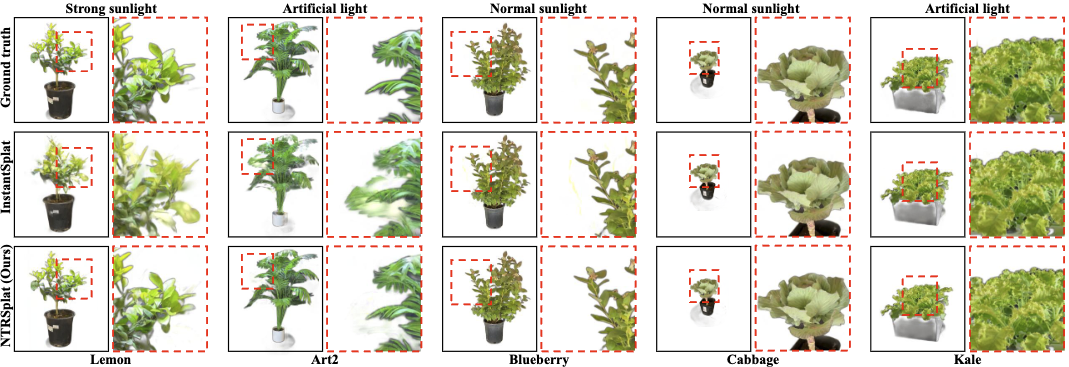 Strong sunlight
Artificial light
Normal sunlight
Normal sunlight
Artificial light
Ground truth
InstantSplat
NTRSplat (Ours)
Lemon
Art2
Blueberry
Cabbage
Kale